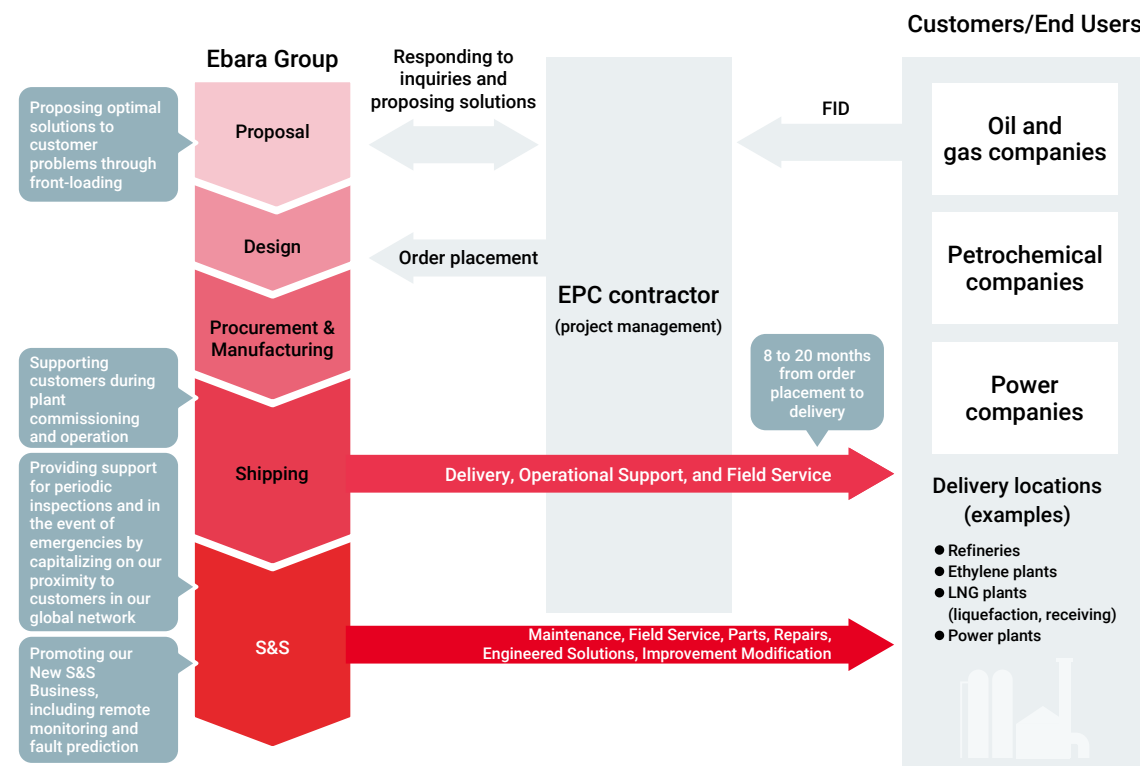 Customers/End Users
Ebara Group
Responding to
inquiries and
proposing solutions
FID
Proposing optimal
solutions to
customer
problems through
front-loading
Proposal
Oil and
gas companies
Design
Order placement
Petrochemical
companies
EPC contractor
(project management)
Procurement &
Manufacturing
8 to 20 months
from order
placement to
delivery
Supporting
customers during
plant
commissioning
and operation
Power
companies
Shipping
Delivery, Operational Support, and Field Service
Providing support
for periodic
inspections and in
the event of
emergencies by
capitalizing on our
proximity to
customers in our
global network
Delivery locations
(examples)
● Refineries
● Ethylene plants
● LNG plants
(liquefaction, receiving)
● Power plants
S&S
Maintenance, Field Service, Parts, Repairs,
Engineered Solutions, Improvement Modification
Promoting our
New S&S
Business,
including remote
monitoring and
fault prediction